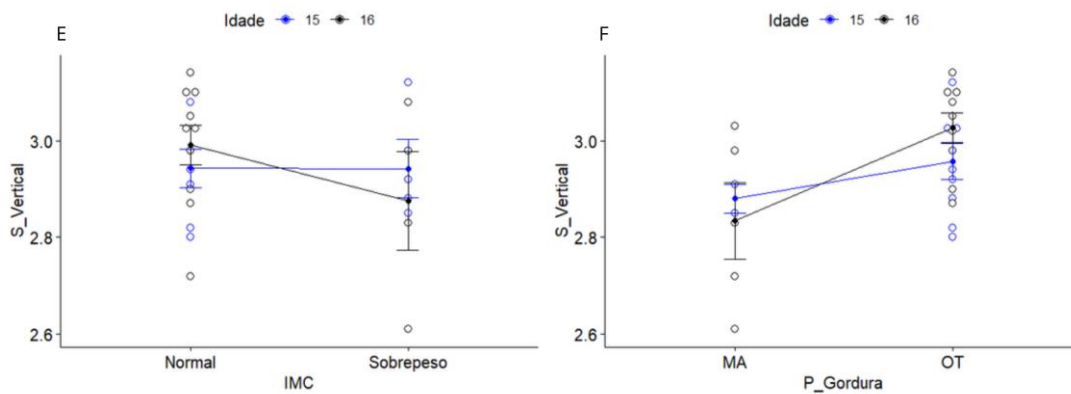 Idade 15 16
E
S_Vertical
3.0
2.8
2.6
Normal Sobrepeso
IMC
Idade 15 16
F
S_Vertical
3.0
2.8
2.6
MA OT
P_Gordura